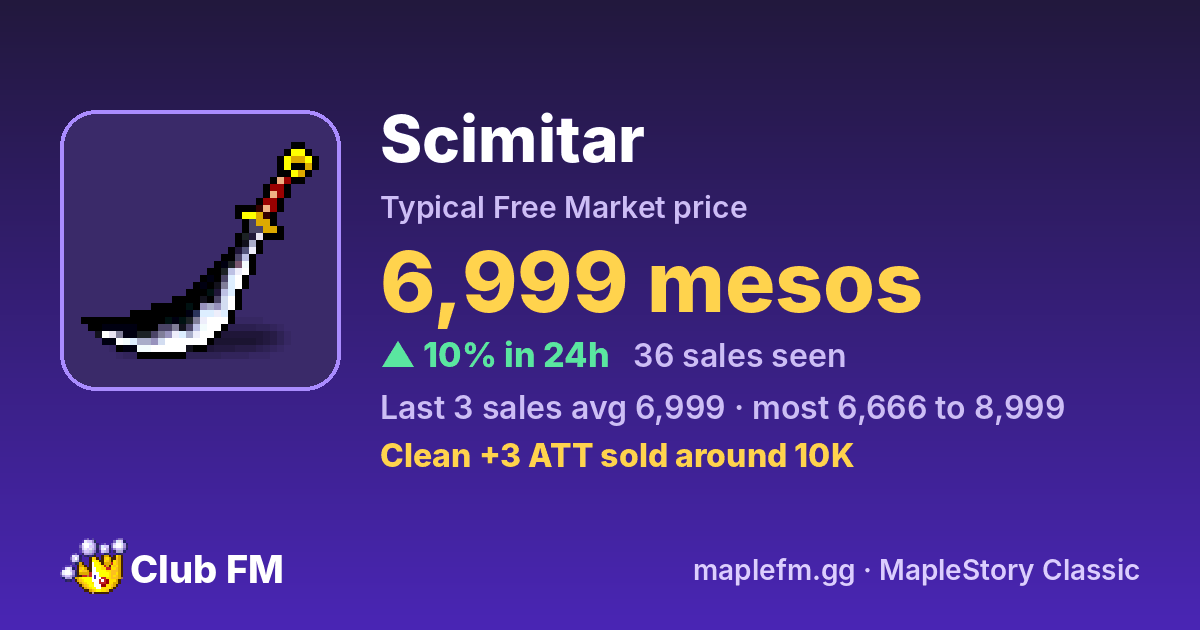 Scimitar
Typical Free Market price
6,999 mesos
▲ 10% in 24h 36 sales seen
Last 3 sales avg 6,999 · most 6,666 to 8,999
Clean +3 ATT sold around 10K
Club FM
maplefm.gg · MapleStory Classic